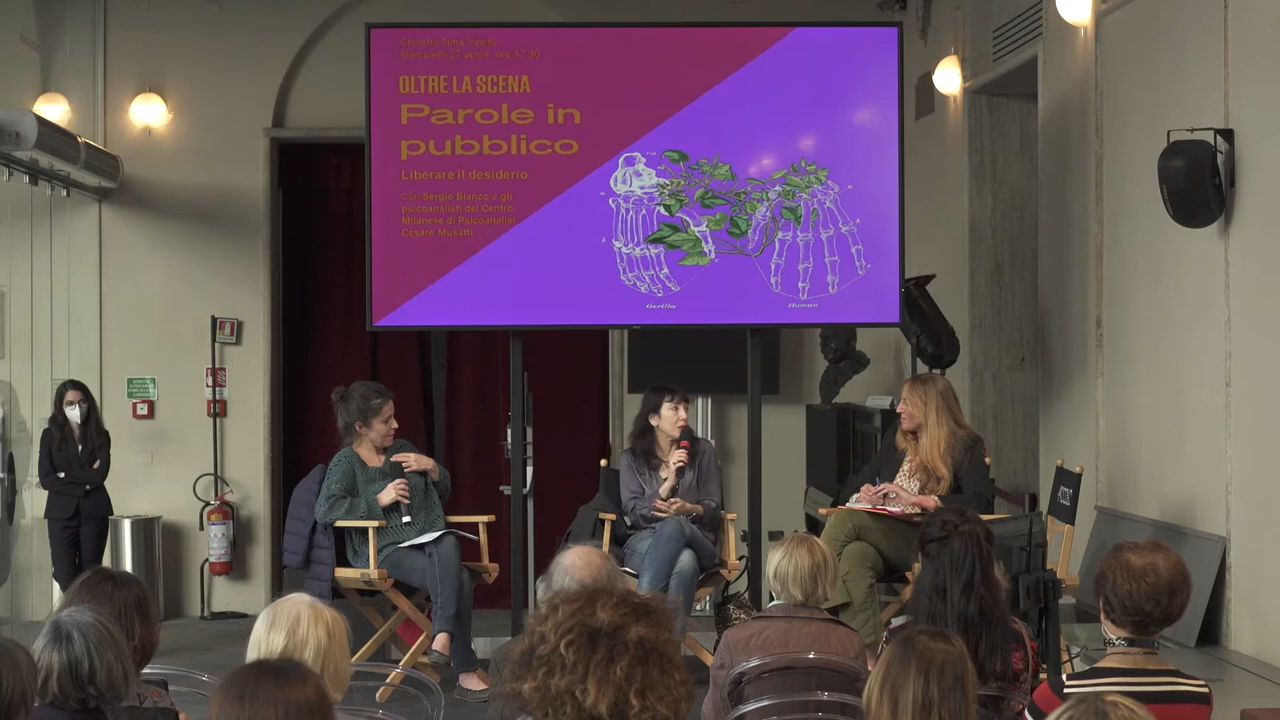 Chiostro Nina Vinchi
Mercoledì 27 aprile, ore 17.30
OLTRE LA SCENA
Parole in
pubblico
Liberare il desiderio
Con Sergio Blanco e gli
psicoanalisti del Centro
Milanese di Psicoanalisi
Cesare Musatti
Gorilla
Human